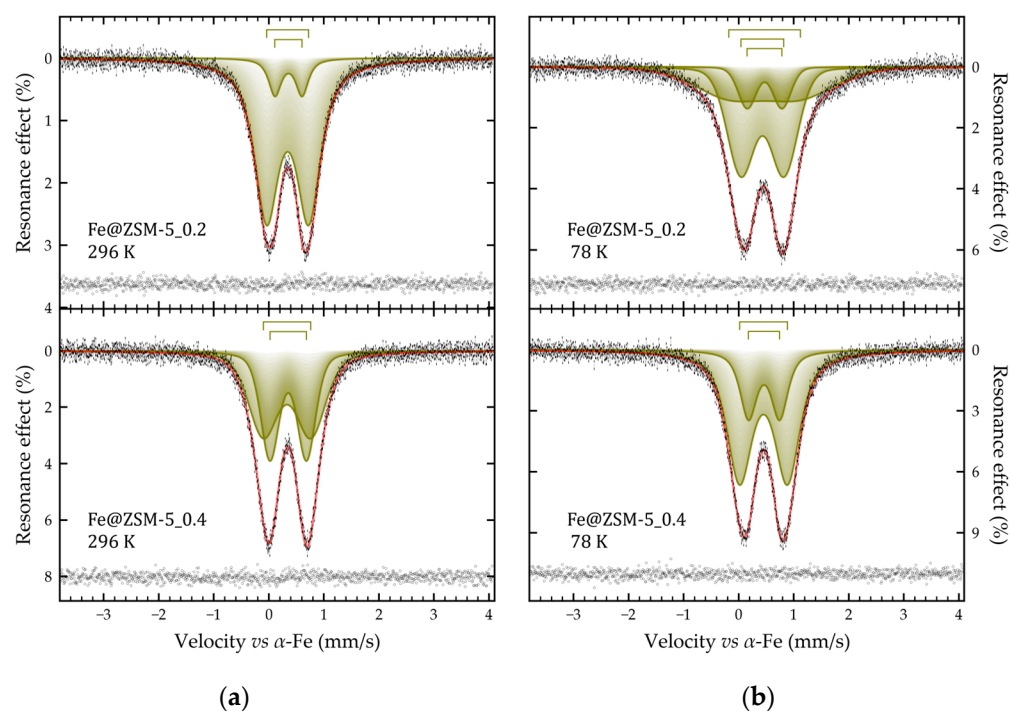 0
1
2
3
4
Resonance effect (%)
Fe@ZSM-5_0.2
296 K
0
2
4
6
8
Resonance effect (%)
Fe@ZSM-5_0.4
296 K
−3 −2 −1 0 1 2 3 4
Velocity vs α-Fe (mm/s)
(a)
0
2
4
6
Resonance effect (%)
Fe@ZSM-5_0.2
78 K
0
3
6
9
Resonance effect (%)
Fe@ZSM-5_0.4
78 K
−3 −2 −1 0 1 2 3 4
Velocity vs α-Fe (mm/s)
(b)